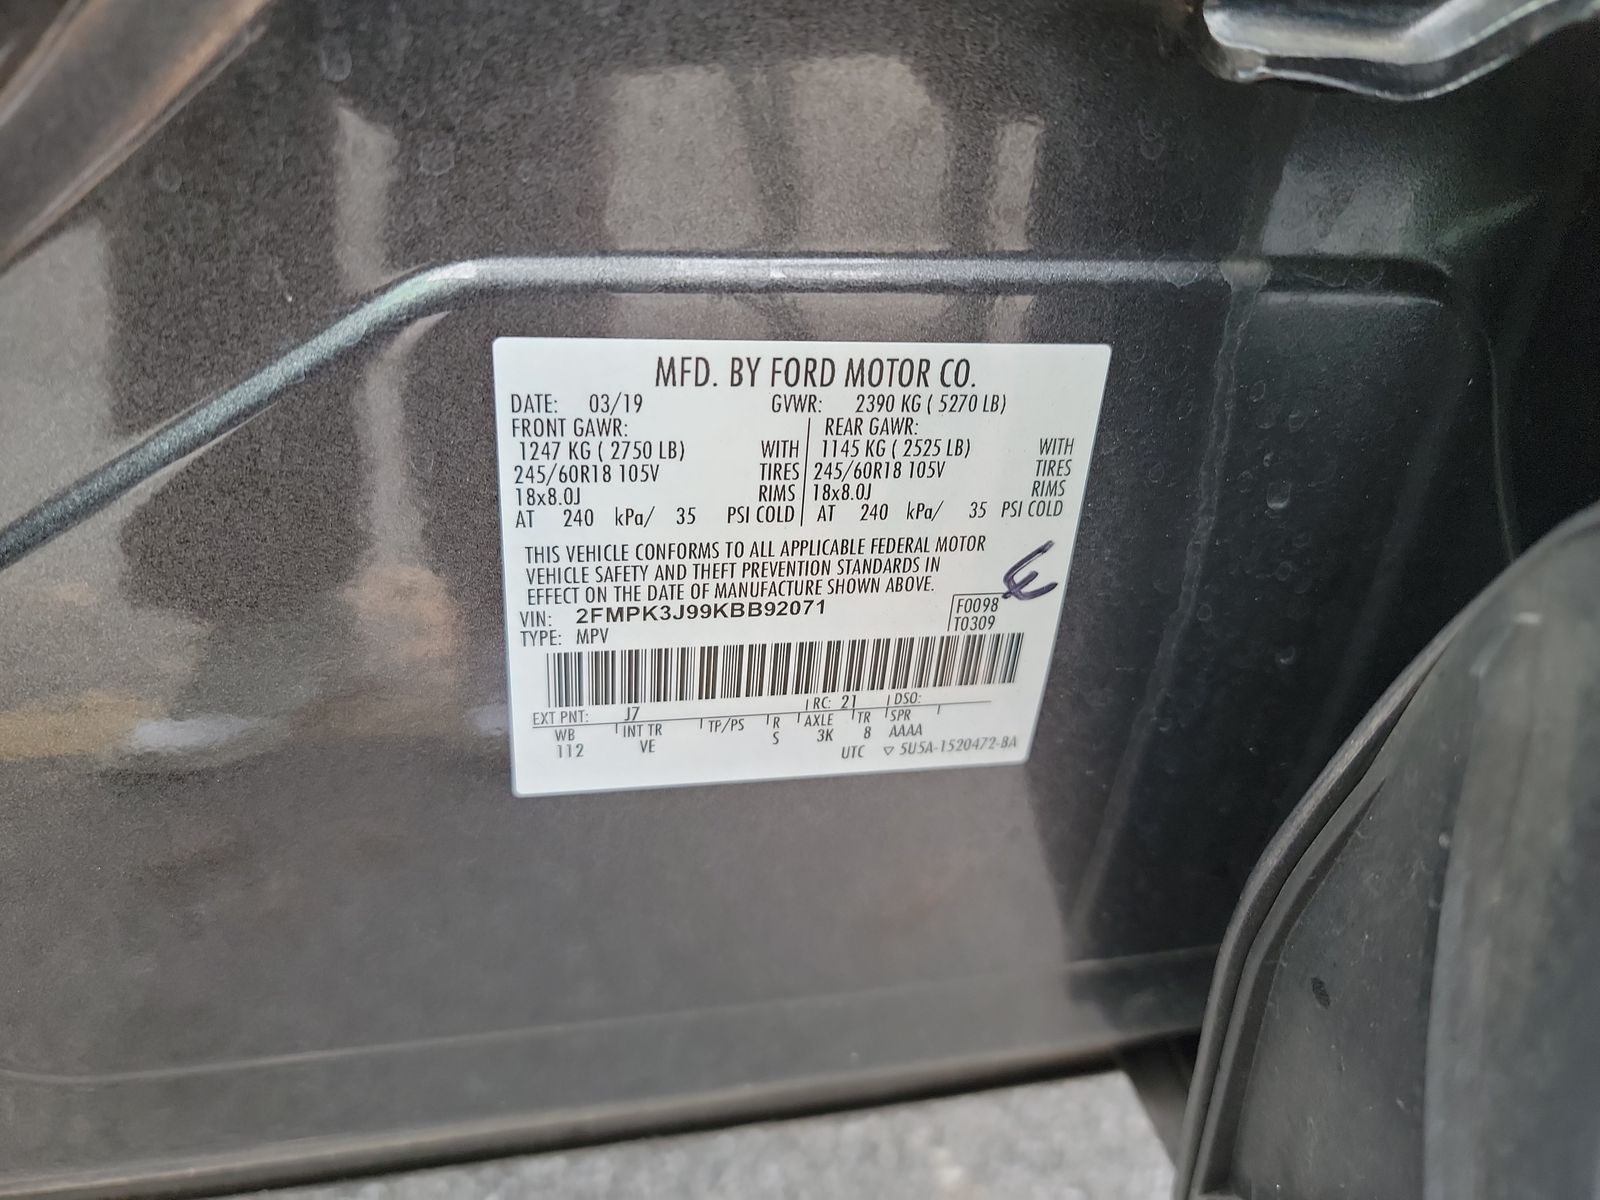 MFD. BY FORD MOTOR CO.
DATE: 03/19 GVWR: 2390 KG ( 5270 LB)
FRONT GAWR: REAR GAWR:
1247 KG ( 2750 LB) WITH 1145 KG ( 2525 LB) WITH
245/60R18 105V TIRES 245/60R18 105V TIRES
18x8.0J RIMS 18x8.0J RIMS
AT 240 kPa/ 35 PSI COLD AT 240 kPa/ 35 PSI COLD
THIS VEHICLE CONFORMS TO ALL APPLICABLE FEDERAL MOTOR
VEHICLE SAFETY AND THEFT PREVENTION STANDARDS IN
EFFECT ON THE DATE OF MANUFACTURE SHOWN ABOVE.
VIN: 2FMPK3J99KBB92071 F0098
TYPE: MPV T0309
EXT PNT: J7 RC: 21 DSO:
WB INT TR TP/PS R AXLE TR SPR
112 VE S 3K 8 AAAA
UTC ▽ 5U5A-1520472-BA